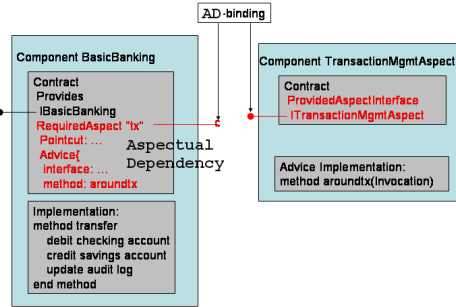 AD-binding
Component BasicBanking
Contract
Provides
IBasicBanking
RequiredAspect "tx"
Pointcut: ...
Advice{
interface: ...
method: aroundtx
Aspectual
Dependency
Implementation:
method transfer
debit checking account
credit savings account
update audit log
end method
Component TransactionMgmtAspect
Contract
ProvidedAspectInterface
ITransactionMgmtAspect
Advice Implementation:
method aroundtx(Invocation)